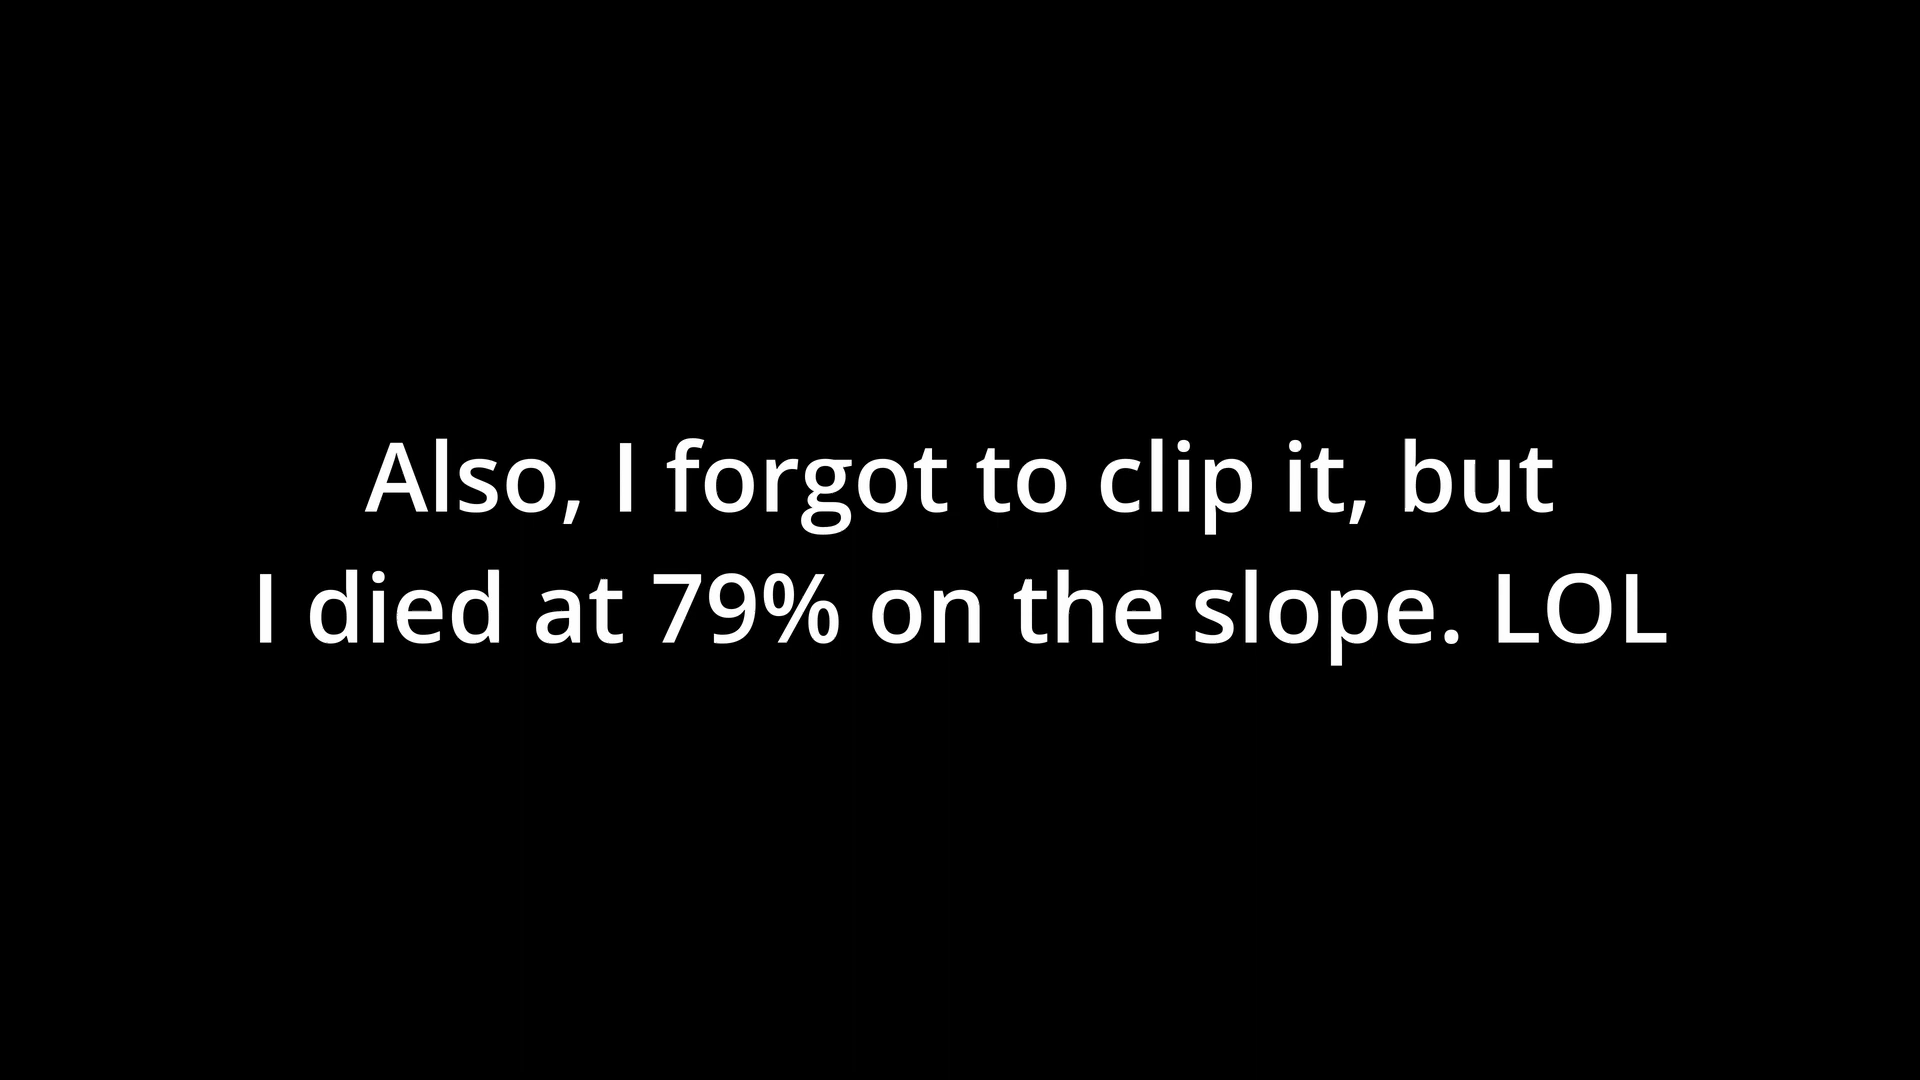 Also, I forgot to clip it, but
I died at 79% on the slope. LOL